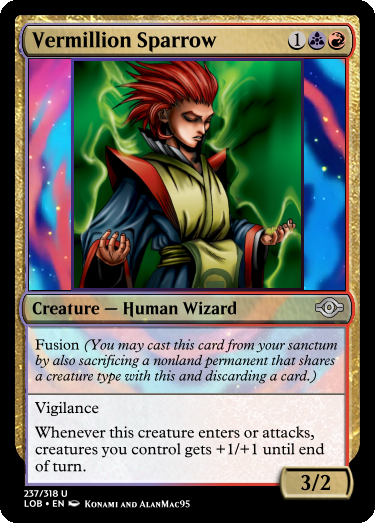 Vermillion Sparrow 1
Creature — Human Wizard
Fusion (You may cast this card from your sanctum
by also sacrificing a nonland permanent that shares
a creature type with this and discarding a card.)
Vigilance
Whenever this creature enters or attacks,
creatures you control gets +1/+1 until end
of turn.
3/2
237/318 U
LOB • EN Konami and AlanMac95